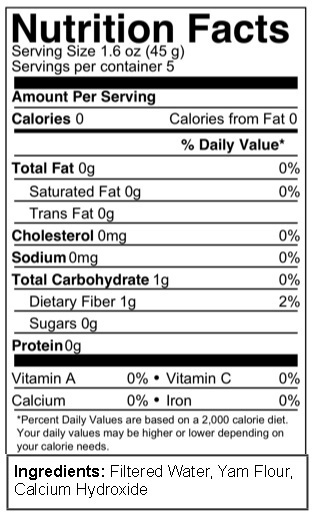 Nutrition Facts
Serving Size 1.6 oz (45 g)
Servings per container 5
Amount Per Serving
Calories 0 Calories from Fat 0
% Daily Value*
Total Fat 0g 0%
Saturated Fat 0g 0%
Trans Fat 0g
Cholesterol 0mg 0%
Sodium 0mg 0%
Total Carbohydrate 1g 0%
Dietary Fiber 1g 2%
Sugars 0g
Protein 0g
Vitamin A 0% • Vitamin C 0%
Calcium 0% • Iron 0%
*Percent Daily Values are based on a 2,000 calorie diet.
Your daily values may be higher or lower depending on
your calorie needs.
Ingredients: Filtered Water, Yam Flour,
Calcium Hydroxide